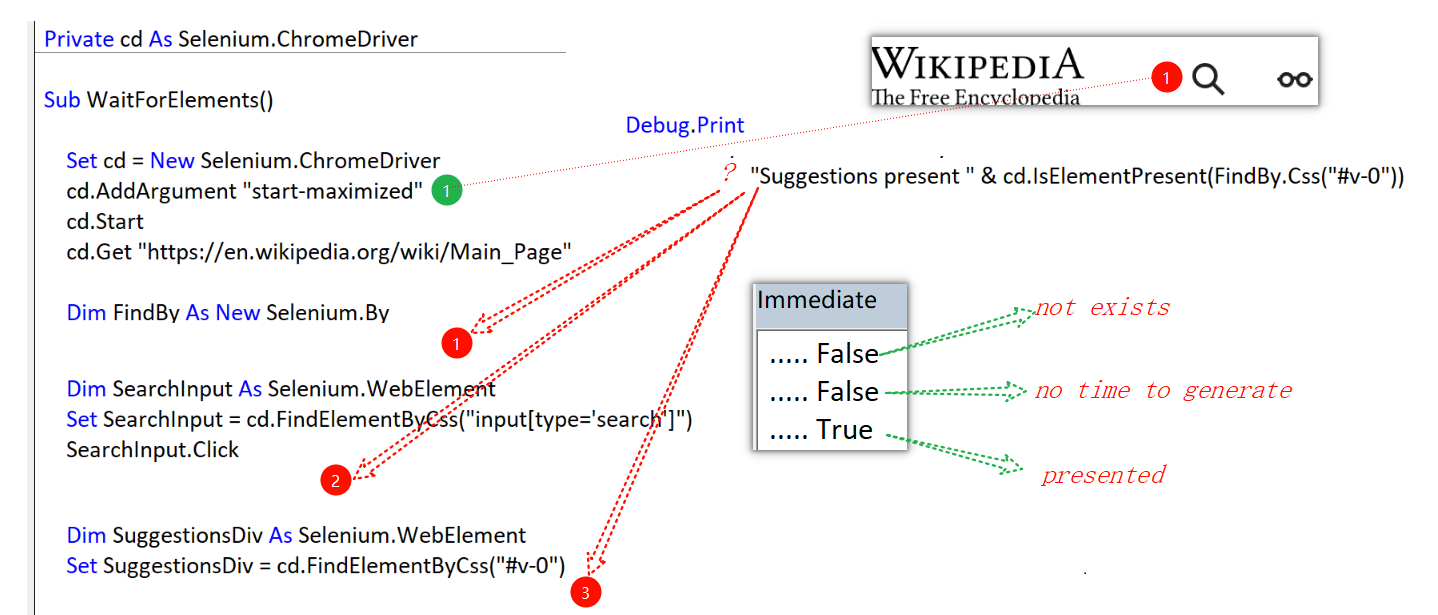 Private cd As Selenium.ChromeDriver
Sub WaitForElements()
Set cd = New Selenium.ChromeDriver
cd.AddArgument "start-maximized" 1
cd.Start
cd.Get "https://en.wikipedia.org/wiki/Main_Page"
Dim FindBy As New Selenium.By
1
Dim SearchInput As Selenium.WebElement
Set SearchInput = cd.FindElementByCss("input[type='search']")
SearchInput.Click
2
Dim SuggestionsDiv As Selenium.WebElement
Set SuggestionsDiv = cd.FindElementByCss("#v-0")
3
WIKIPEDIA
The Free Encyclopedia
1
Debug.Print
? "Suggestions present " & cd.IsElementPresent(FindBy.Css("#v-0"))
Immediate
..... False
not exists
..... False
no time to generate
..... True
presented